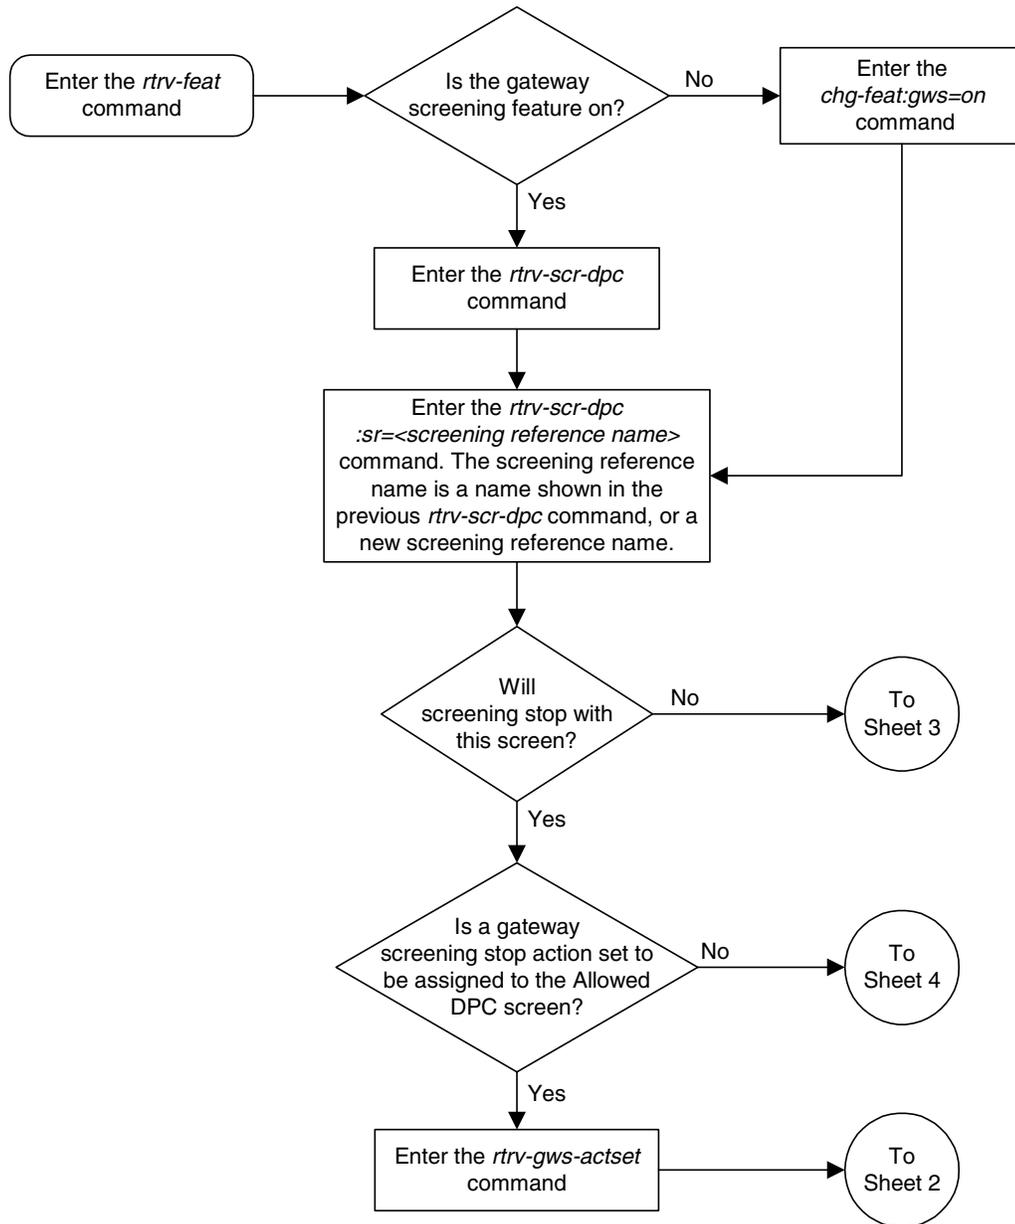 Enter the rtrv-feat
command
Is the gateway
screening feature on?
No
Enter the
chg-feat:gws=on
command
Yes
Enter the rtrv-scr-dpc
command
Enter the rtrv-scr-dpc
:sr=<screening reference name>
command. The screening reference
name is a name shown in the
previous rtrv-scr-dpc command, or a
new screening reference name.
Will
screening stop with
this screen?
No
To
Sheet 3
Yes
Is a gateway
screening stop action set to
be assigned to the Allowed
DPC screen?
No
To
Sheet 4
Yes
Enter the rtrv-gws-actset
command
To
Sheet 2